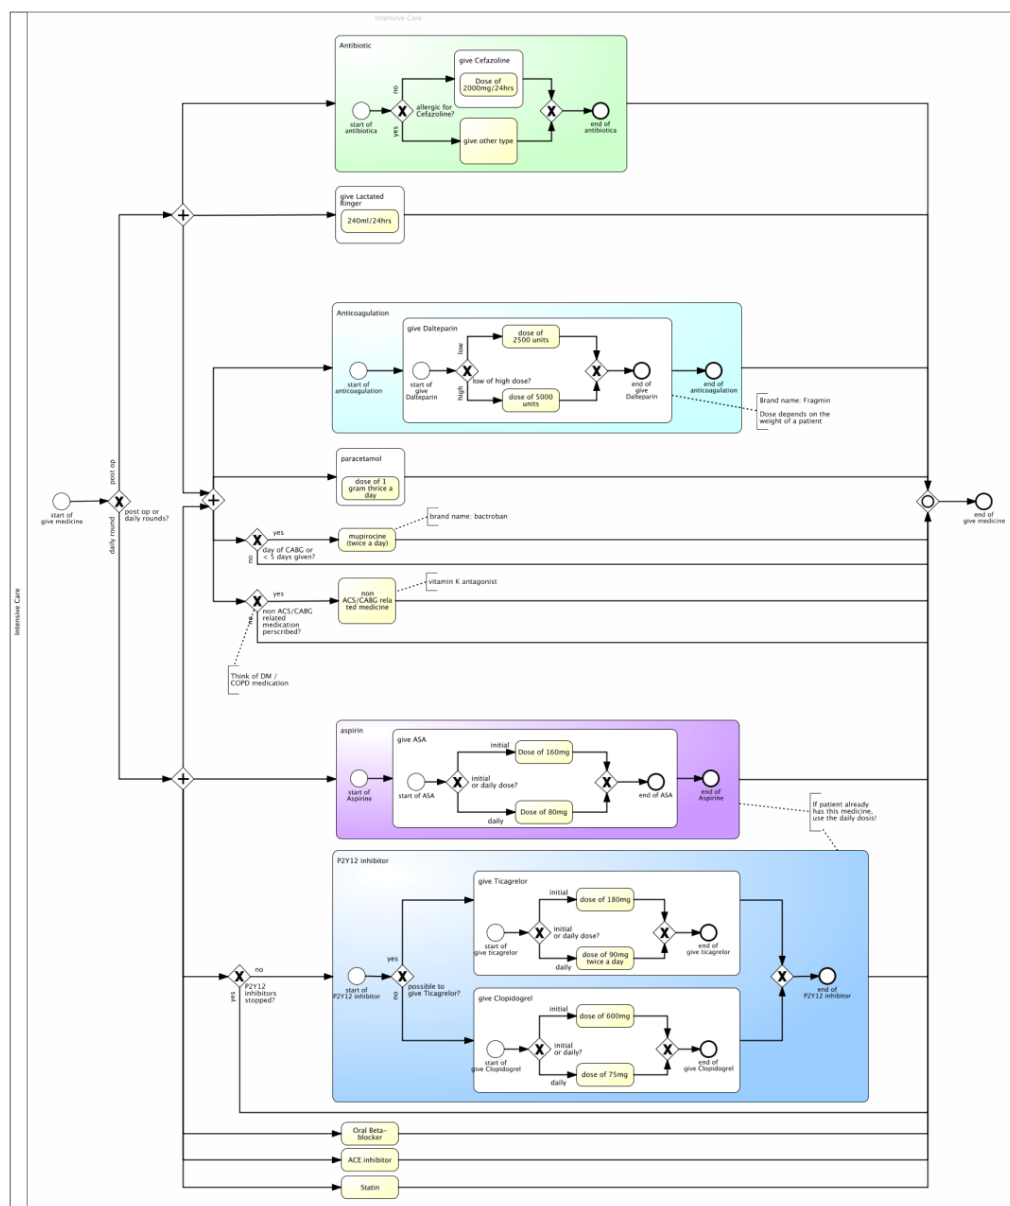 Intensive Care
Intensive Care
Antibiotic
give Cefazoline
Dose of
2000mg/24hrs
no
allergic for
Cefazoline?
yes
start of
antibiotica
end of
antibiotica
give other type
give Lactated
Ringer
240ml/24hrs
Anticoagulation
give Dalteparin
dose of
2500 units
low
low of high dose?
high
dose of 5000
units
start of
anticoagulation
start of
give
Dalteparin
end of
give
Dalteparin
end of
anticoagulation
Brand name: Fragmin
Dose depends on the
weight of a patient
paracetamol
dose of 1
gram thrice a
day
post op
start of
give medicine
post op or
daily rounds?
daily round
end of
give medicine
yes
mupirocine
(twice a day)
brand name: bactroban
day of CABG or
< 5 days given?
no
yes
non
ACS/CABG rela
ted medicine
vitamin K antagonist
no
non ACS/CABG
related
medication
perscribed?
Think of DM /
COPD medication
aspirin
give ASA
initial
Dose of 160mg
start of
Aspirine
start of ASA
initial
or daily dose?
end ot ASA
end of
Aspirine
daily
Dose of 80mg
If patient already
has this medicine,
use the daily dosis!
P2Y12 inhibitor
give Ticagrelor
initial
dose of 180mg
start of
give ticagrelor
initial
or daily dose?
end of
give ticagrelor
daily
dose of 90mg
twice a day
no
yes
P2Y12
inhibitors
stopped?
yes
start of
P2Y12 inhibitor
possible to
give Ticagrelor?
no
end of
P2Y12 inhibitor
give Clopidogrel
initial
dose of 600mg
start of
give Clopidogrel
initial
or daily?
end of
give Clopidogrel
daily
dose of 75mg
Oral Beta-
blocker
ACE inhibitor
Statin